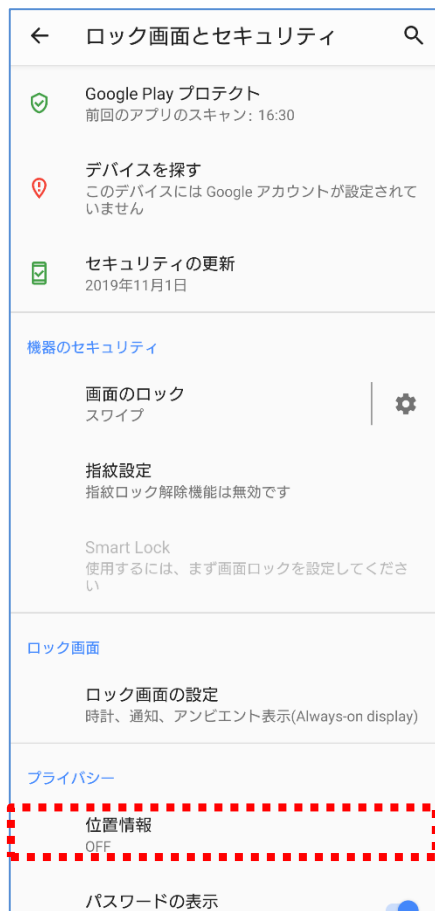 ロック画面とセキュリティ
Google Play プロテクト
前回のアプリのスキャン: 16:30
デバイスを探す
このデバイスには Google アカウントが設定されて
いません
セキュリティの更新
2019年11月1日
機器のセキュリティ
画面のロック
スワイプ
指紋設定
指紋ロック解除機能は無効です
Smart Lock
使用するには、まず画面ロックを設定してくださ
い
ロック画面
ロック画面の設定
時計、通知、アンビエント表示(Always-on display)
プライバシー
位置情報
OFF
パスワードの表示